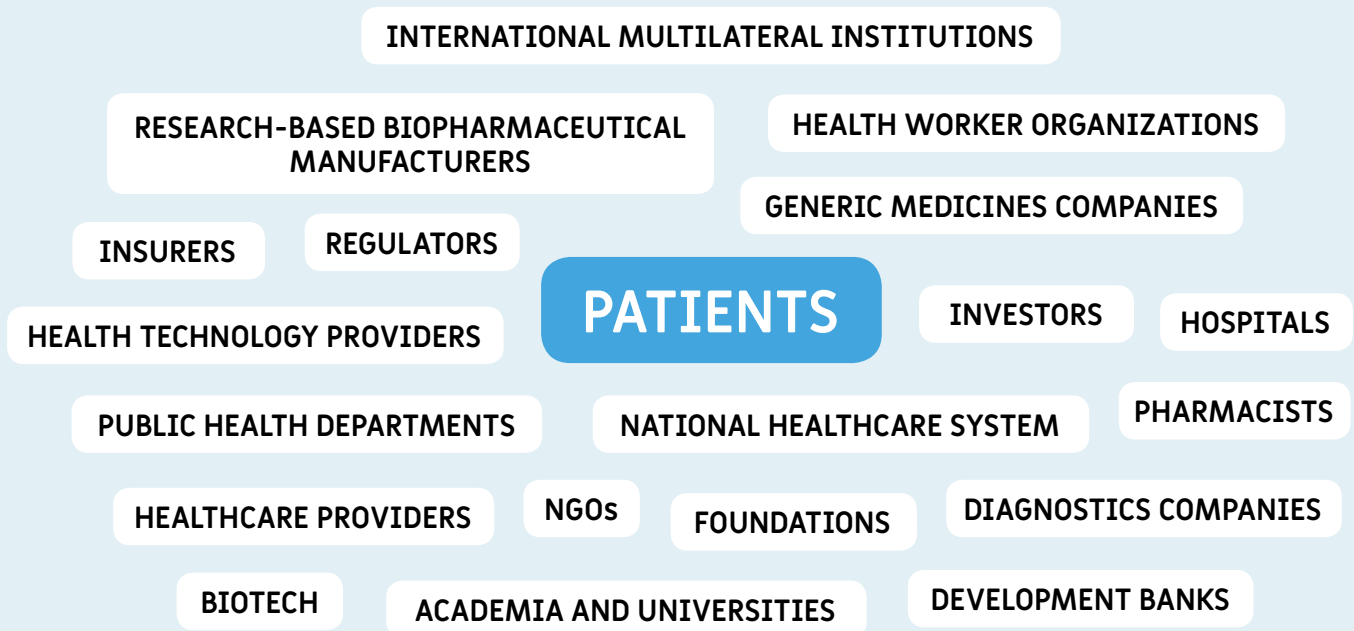 INTERNATIONAL MULTILATERAL INSTITUTIONS
RESEARCH-BASED BIOPHARMACEUTICAL
MANUFACTURERS
HEALTH WORKER ORGANIZATIONS
GENERIC MEDICINES COMPANIES
INSURERS
REGULATORS
PATIENTS
INVESTORS
HOSPITALS
HEALTH TECHNOLOGY PROVIDERS
PUBLIC HEALTH DEPARTMENTS
NATIONAL HEALTHCARE SYSTEM
PHARMACISTS
HEALTHCARE PROVIDERS
NGOs
FOUNDATIONS
DIAGNOSTICS COMPANIES
BIOTECH
ACADEMIA AND UNIVERSITIES
DEVELOPMENT BANKS